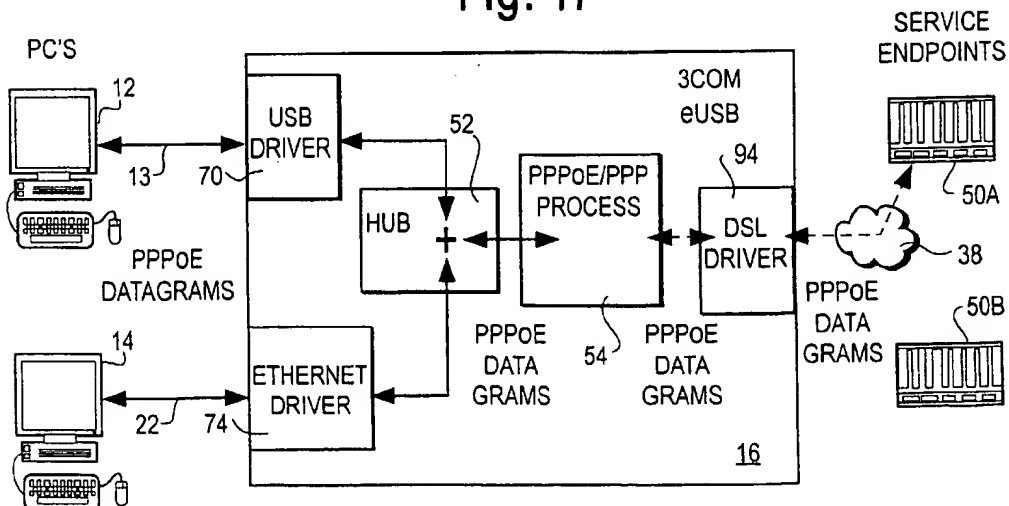 Fig. 17
PC'S
12
13
USB
DRIVER
70
52
HUB
+
3COM
eUSB
PPPoE/PPP
PROCESS
54
94
DSL
DRIVER
SERVICE
ENDPOINTS
50A
38
PPPoE
DATAGRAMS
14
22
ETHERNET
DRIVER
74
PPPoE
DATA
GRAMS
PPPoE
DATA
GRAMS
PPPoE
DATA
GRAMS
50B
16